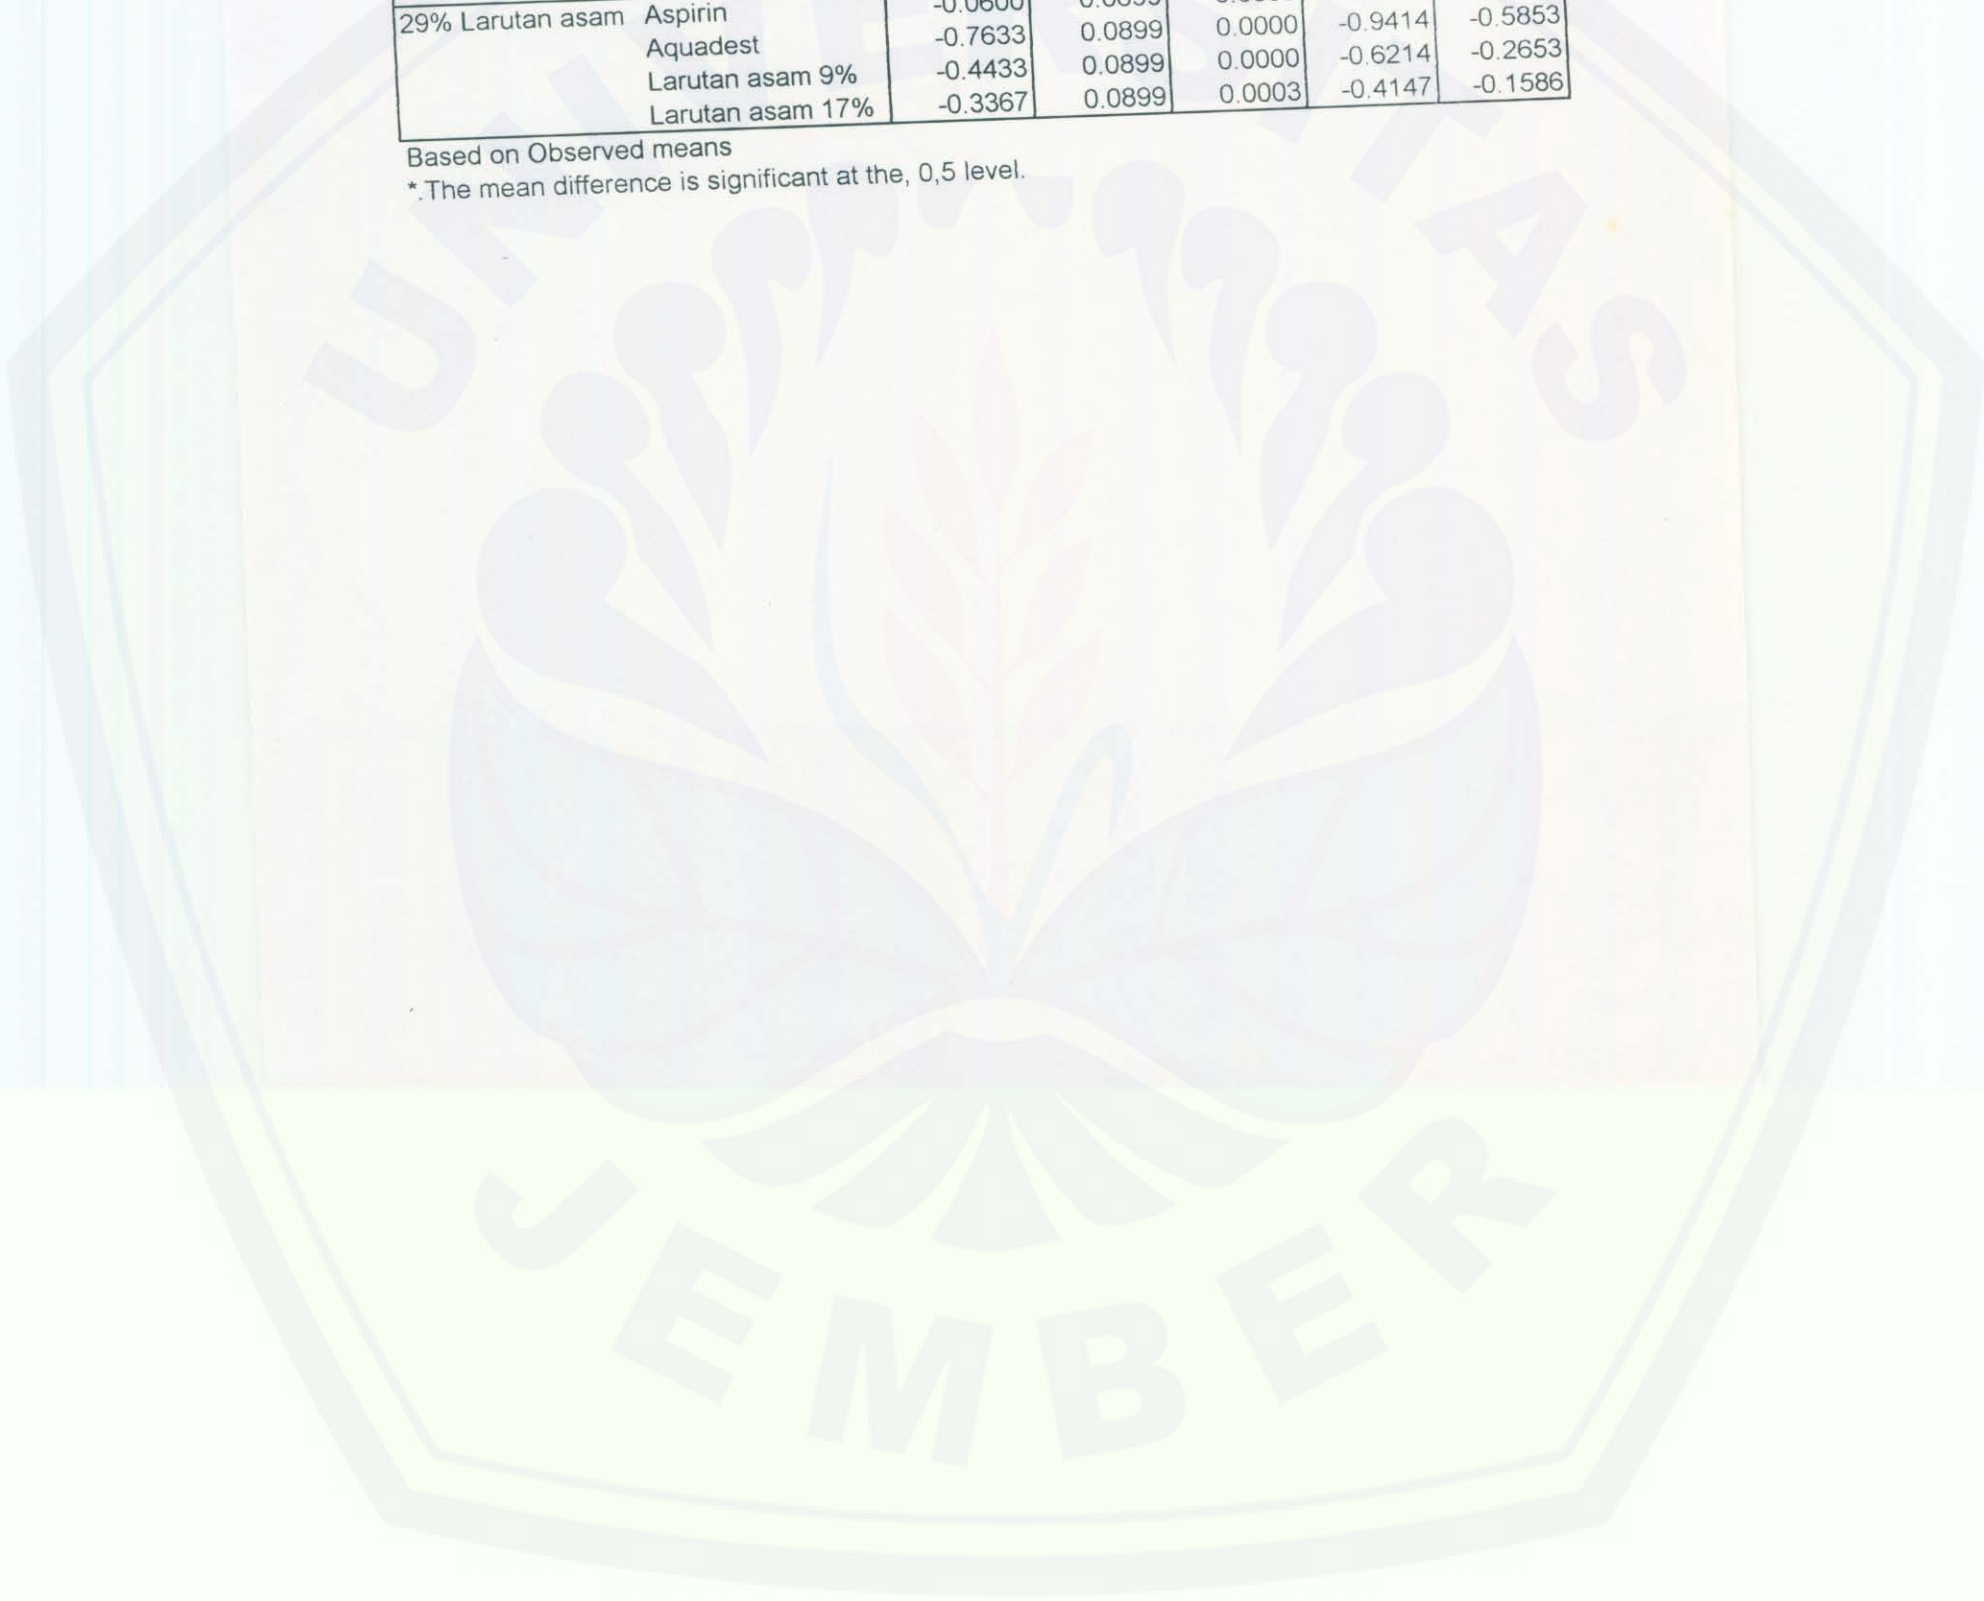 29% Larutan asam Aspirin -0.0600
Aquadest -0.7633 0.0899 0.0000 -0.9414 -0.5853
Larutan asam 9% -0.4433 0.0899 0.0000 -0.6214 -0.2653
Larutan asam 17% -0.3367 0.0899 0.0003 -0.4147 -0.1586
Based on Observed means
*.The mean difference is significant at the, 0,5 level.
UNIVERSITAS
JEMBER